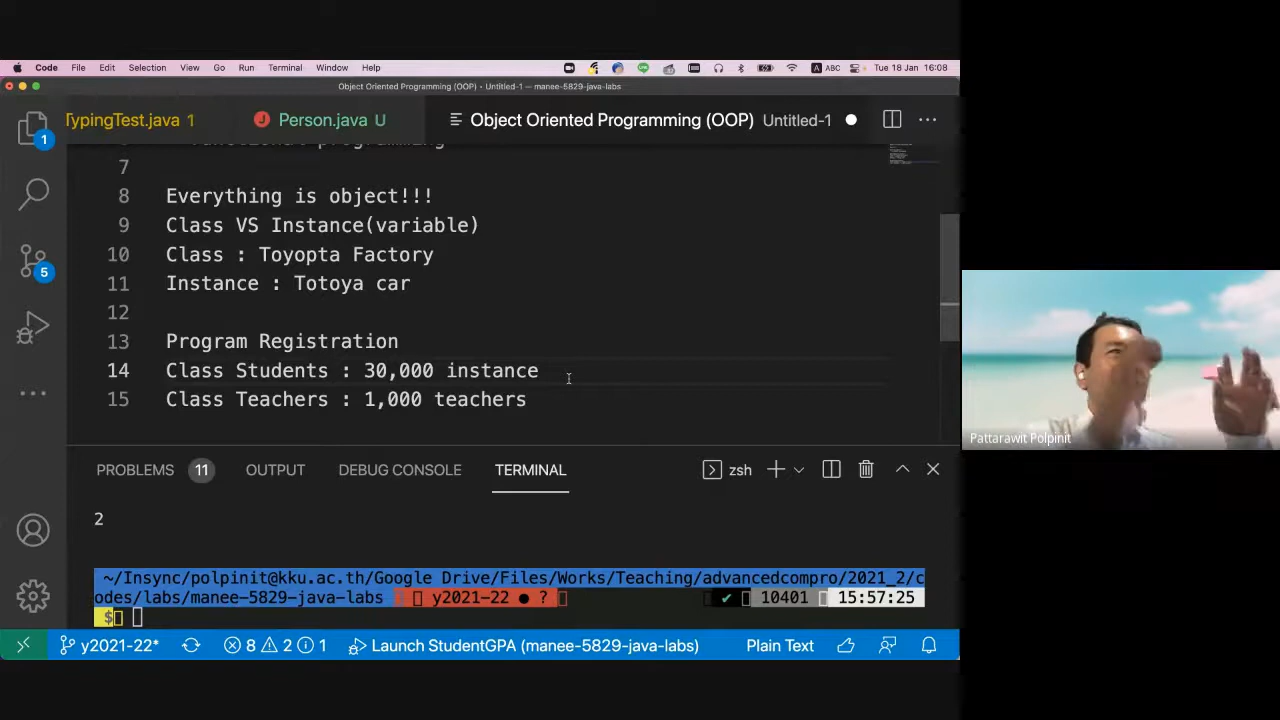 Code File Edit Selection View Go Run Terminal Window Help ABC Tue 18 Jan 16:08
Object Oriented Programming (OOP) • Untitled-1 — manee-5829-java-labs
TypingTest.java 1 Person.java U Object Oriented Programming (OOP) Untitled-1
7
8 Everything is object!!!
9 Class VS Instance(variable)
10 Class : Toyopta Factory
11 Instance : Totoya car
12
13 Program Registration
14 Class Students : 30,000 instance
15 Class Teachers : 1,000 teachers
1
5
Pattarawit Polpinit
PROBLEMS 11 OUTPUT DEBUG CONSOLE TERMINAL zsh
2
~/Insync/polpinit@kku.ac.th/Google Drive/Files/Works/Teaching/advancedcompro/2021_2/c
odes/labs/manee-5829-java-labs y2021-22 ● ? ✔ 10401 15:57:25
$
y2021-22* 8 2 1 Launch StudentGPA (manee-5829-java-labs) Plain Text